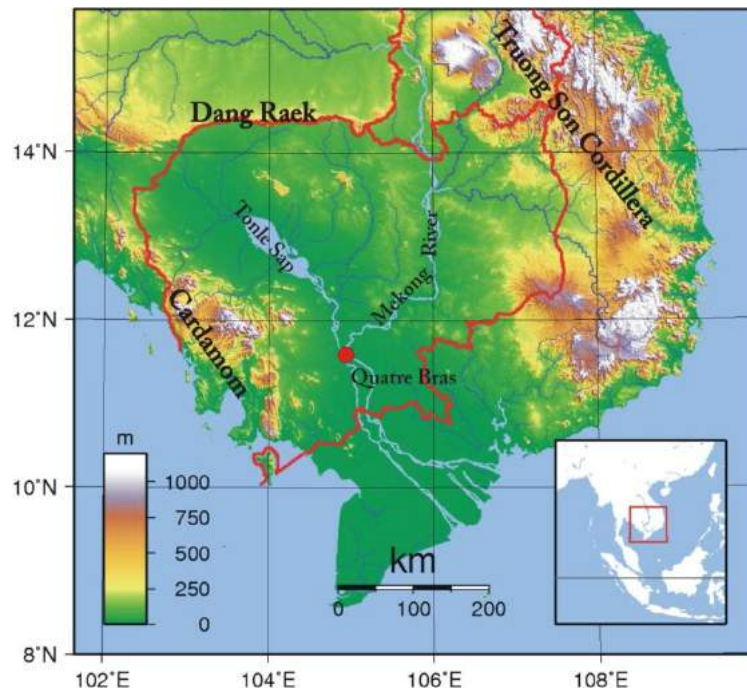 Dang Raek
Truong Son Cordillera
14°N
Tonle Sap
Mekong River
12°N
Cardamom
Quatre Bras
m
1000
750
500
250
0
10°N
km
0 100 200
8°N
102°E 104°E 106°E 108°E